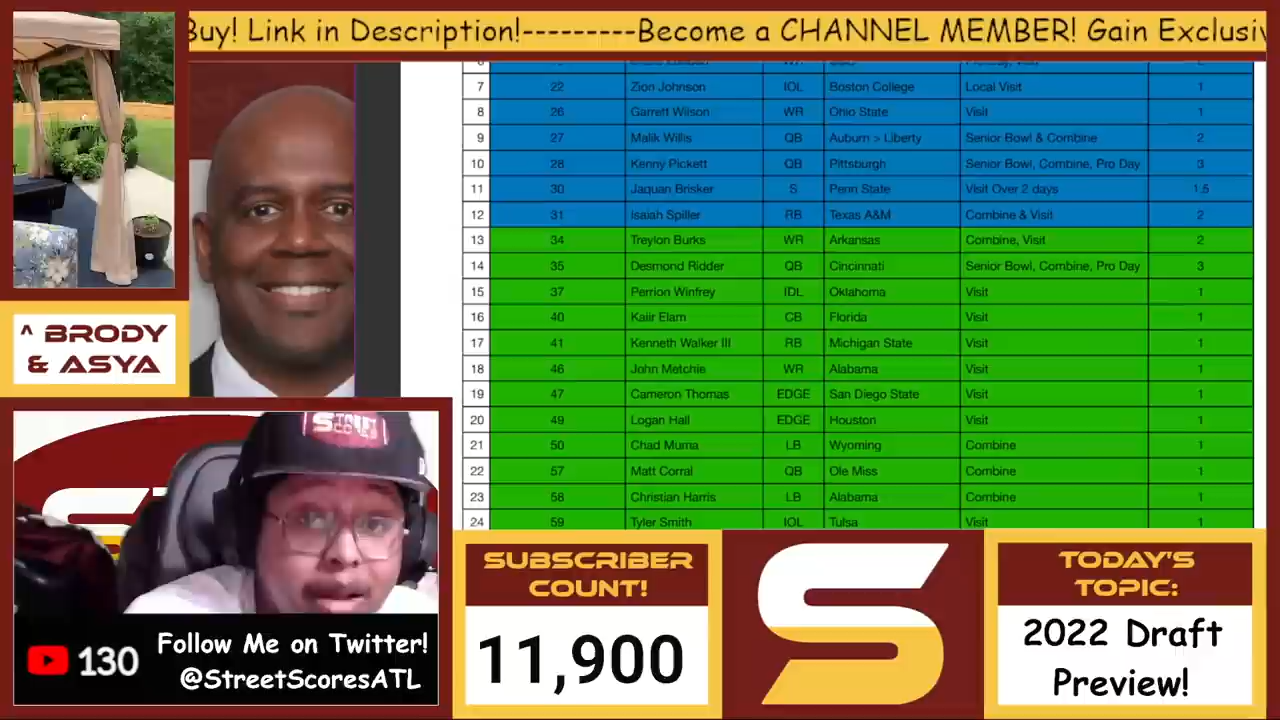 Buy! Link in Description!---------Become a CHANNEL MEMBER! Gain
7 22 Zion Johnson IOL Boston College Local Visit 1
8 26 Garrett Wilson WR Ohio State Visit 1
9 27 Malik Willis QB Auburn > Liberty Senior Bowl & Combine 2
10 28 Kenny Pickett QB Pittsburgh Senior Bowl, Combine, Pro Day 3
11 30 Jaquan Brisker S Penn State Visit Over 2 days 1.5
12 31 Isaiah Spiller RB Texas A&M Combine & Visit 2
13 34 Treylon Burks WR Arkansas Combine, Visit 2
14 35 Desmond Ridder QB Cincinnati Senior Bowl, Combine, Pro Day 3
15 37 Perrion Winfrey IDL Oklahoma Visit 1
16 40 Kaiir Elam CB Florida Visit 1
17 41 Kenneth Walker III RB Michigan State Visit 1
18 46 John Metchie WR Alabama Visit 1
19 47 Cameron Thomas EDGE San Diego State Visit 1
20 49 Logan Hall EDGE Houston Visit 1
21 50 Chad Muma LB Wyoming Combine 1
22 57 Matt Corral QB Ole Miss Combine 1
23 58 Christian Harris LB Alabama Combine 1
24 59 Tyler Smith IOL Tulsa Visit 1
^ BRODY
& ASYA
130
Follow Me on Twitter!
@StreetScoresATL
SUBSCRIBER
COUNT!
11,900
S
TODAY'S
TOPIC:
2022 Draft
Preview!